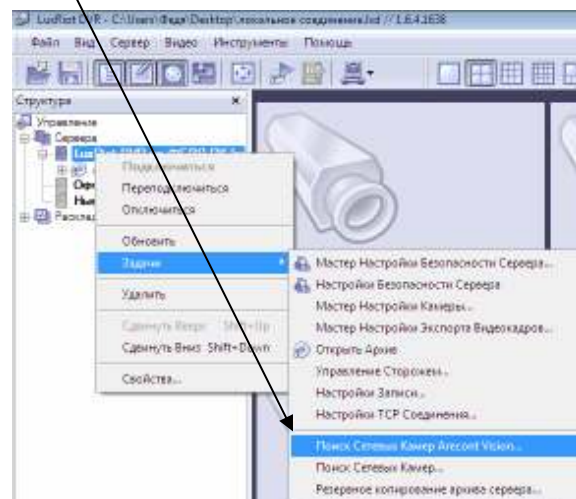 LuxRiot DVR - C:\Users\Федя\Desktop\локальное соединение.lxd // 1.6.4.1638
Файл Вид Сервер Видео Инструменты Помощь
Структура
Управление
Сервера
Подключиться
Переподключиться
Отключиться
Обновить
Задачи
Удалить
Сдвинуть Вверх Shift+Up
Сдвинуть Вниз Shift+Down
Свойства...
Мастер Настройки Безопасности Сервера...
Настройки Безопасности Сервера
Мастер Настройки Камеры...
Мастер Настройки Экспорта Видеокадров...
Открыть Архив
Управление Сторожем...
Настройки Записи...
Настройки TCP Соединения...
Поиск Сетевых Камер Arecont Vision...
Поиск Сетевых Камер...
Резервное копирование архива сервера...